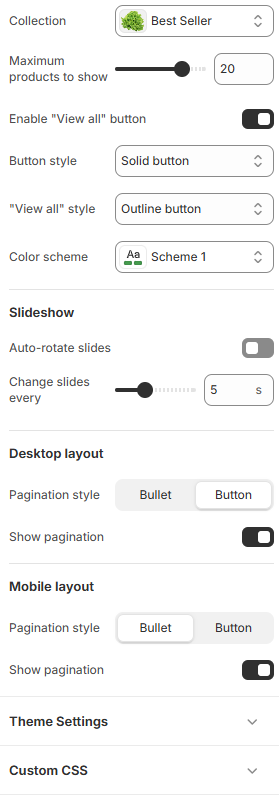 Collection
Best Seller
Maximum
products to show
20
Enable "View all" button
Button style
Solid button
"View all" style
Outline button
Color scheme
Aa
Scheme 1
Slideshow
Auto-rotate slides
Change slides
every
5 s
Desktop layout
Pagination style
Bullet
Button
Show pagination
Mobile layout
Pagination style
Bullet
Button
Show pagination
Theme Settings
Custom CSS